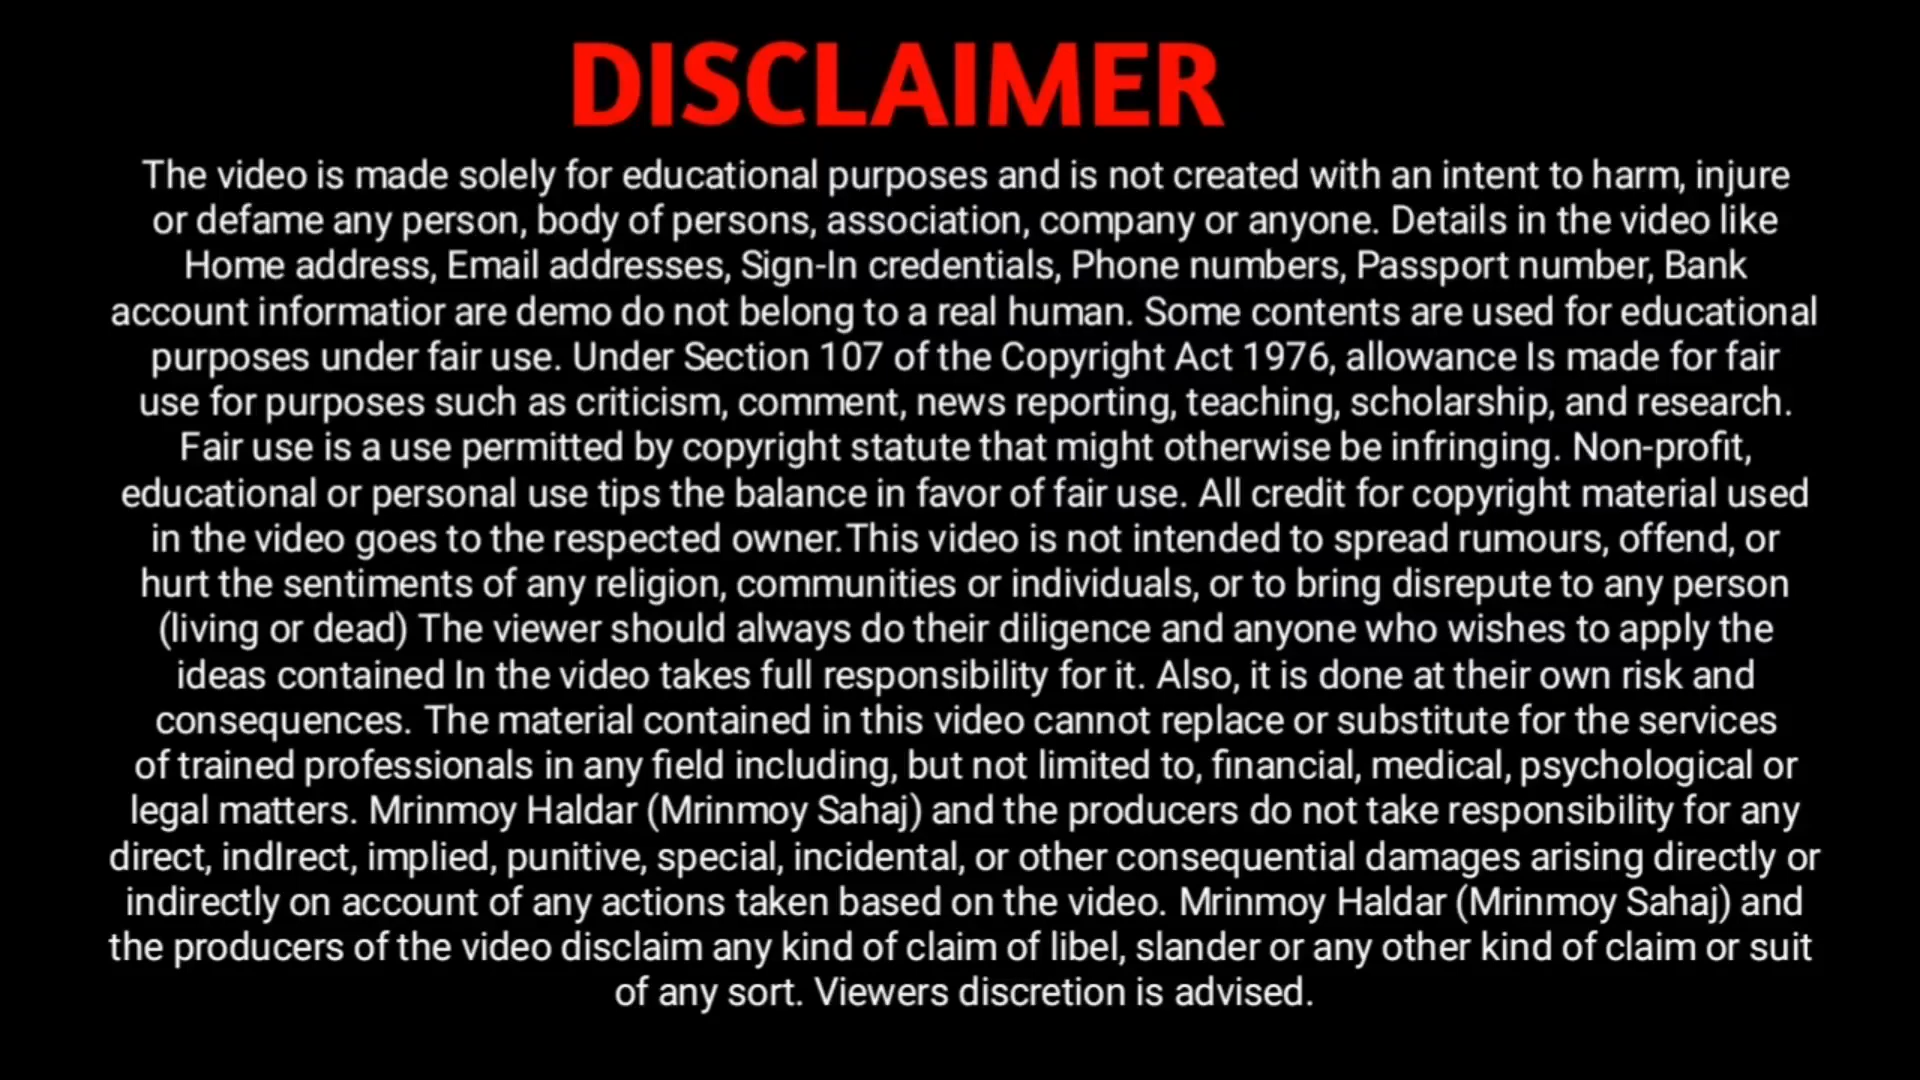 DISCLAIMER
The video is made solely for educational purposes and is not created with an intent to harm, injure
or defame any person, body of persons, association, company or anyone. Details in the video like
Home address, Email addresses, Sign-In credentials, Phone numbers, Passport number, Bank
account informatior are demo do not belong to a real human. Some contents are used for educational
purposes under fair use. Under Section 107 of the Copyright Act 1976, allowance Is made for fair
use for purposes such as criticism, comment, news reporting, teaching, scholarship, and research.
Fair use is a use permitted by copyright statute that might otherwise be infringing. Non-profit,
educational or personal use tips the balance in favor of fair use. All credit for copyright material used
in the video goes to the respected owner.This video is not intended to spread rumours, offend, or
hurt the sentiments of any religion, communities or individuals, or to bring disrepute to any person
(living or dead) The viewer should always do their diligence and anyone who wishes to apply the
ideas contained In the video takes full responsibility for it. Also, it is done at their own risk and
consequences. The material contained in this video cannot replace or substitute for the services
of trained professionals in any field including, but not limited to, financial, medical, psychological or
legal matters. Mrinmoy Haldar (Mrinmoy Sahaj) and the producers do not take responsibility for any
direct, indIrect, implied, punitive, special, incidental, or other consequential damages arising directly or
indirectly on account of any actions taken based on the video. Mrinmoy Haldar (Mrinmoy Sahaj) and
the producers of the video disclaim any kind of claim of libel, slander or any other kind of claim or suit
of any sort. Viewers discretion is advised.